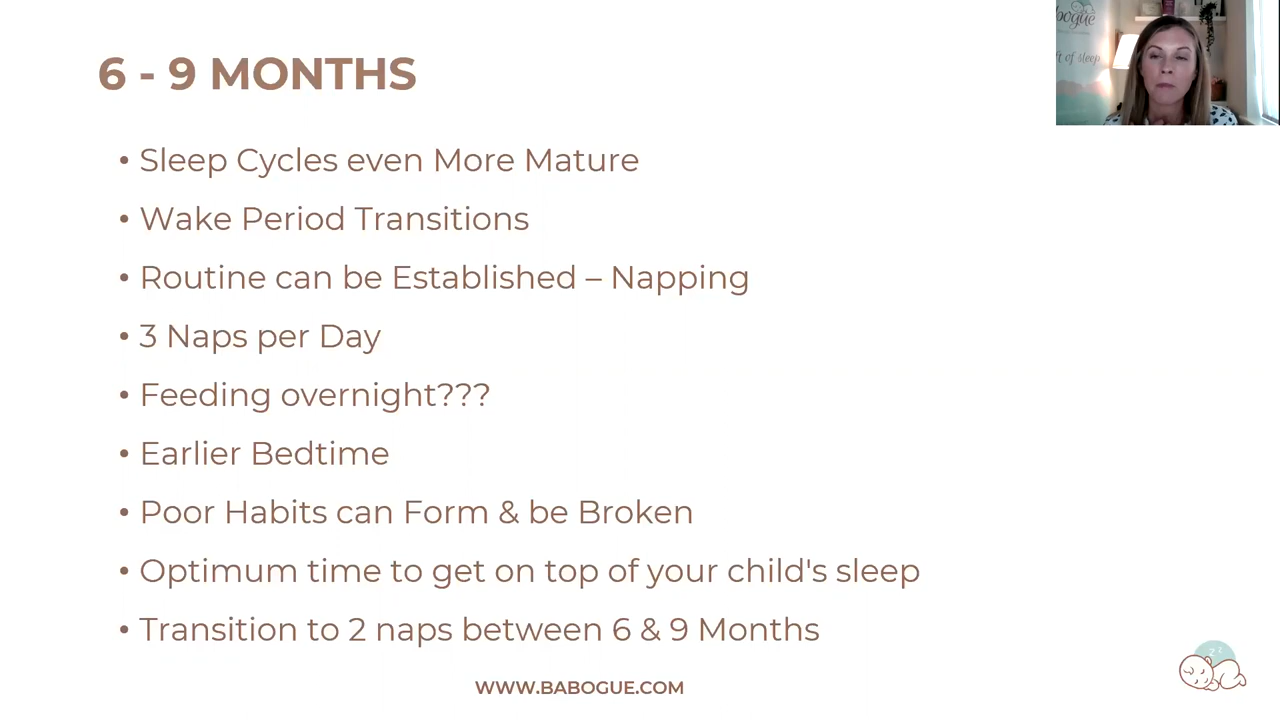 6 - 9 MONTHS
• Sleep Cycles even More Mature
• Wake Period Transitions
• Routine can be Established – Napping
• 3 Naps per Day
• Feeding overnight???
• Earlier Bedtime
• Poor Habits can Form & be Broken
• Optimum time to get on top of your child's sleep
• Transition to 2 naps between 6 & 9 Months
WWW.BABOGUE.COM
of sleep
z z